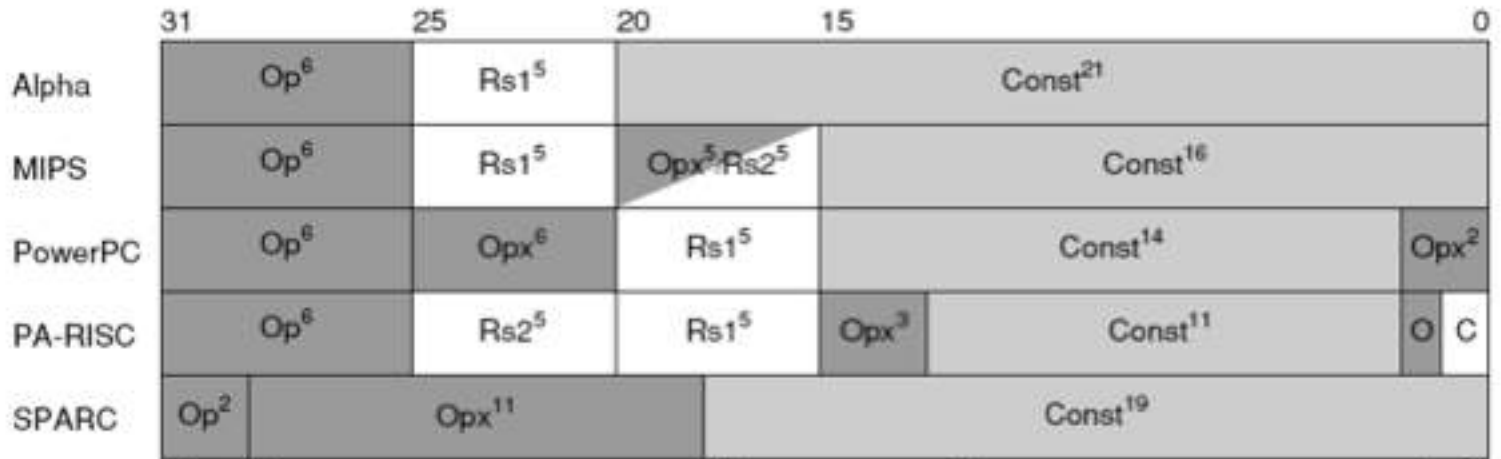 31 25 20 15 0
Alpha Op⁶ Rs1⁵ Const²¹
MIPS Op⁶ Rs1⁵ Opx⁵/Rs2⁵ Const¹⁶
PowerPC Op⁶ Opx⁶ Rs1⁵ Const¹⁴ Opx²
PA-RISC Op⁶ Rs2⁵ Rs1⁵ Opx³ Const¹¹ O C
SPARC Op² Opx¹¹ Const¹⁹